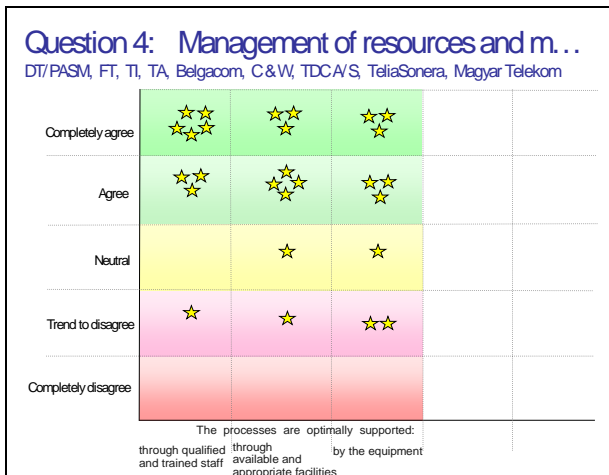 Question 4: Management of resources and m…
DT/PASM, FT, TI, TA, Belgacom, C&W, TDCA/S, TeliaSonera, Magyar Telekom
Completely agree
Agree
Neutral
Trend to disagree
Completely disagree
The processes are optimally supported:
through qualified and trained staff
through available and appropriate facilities
by the equipment